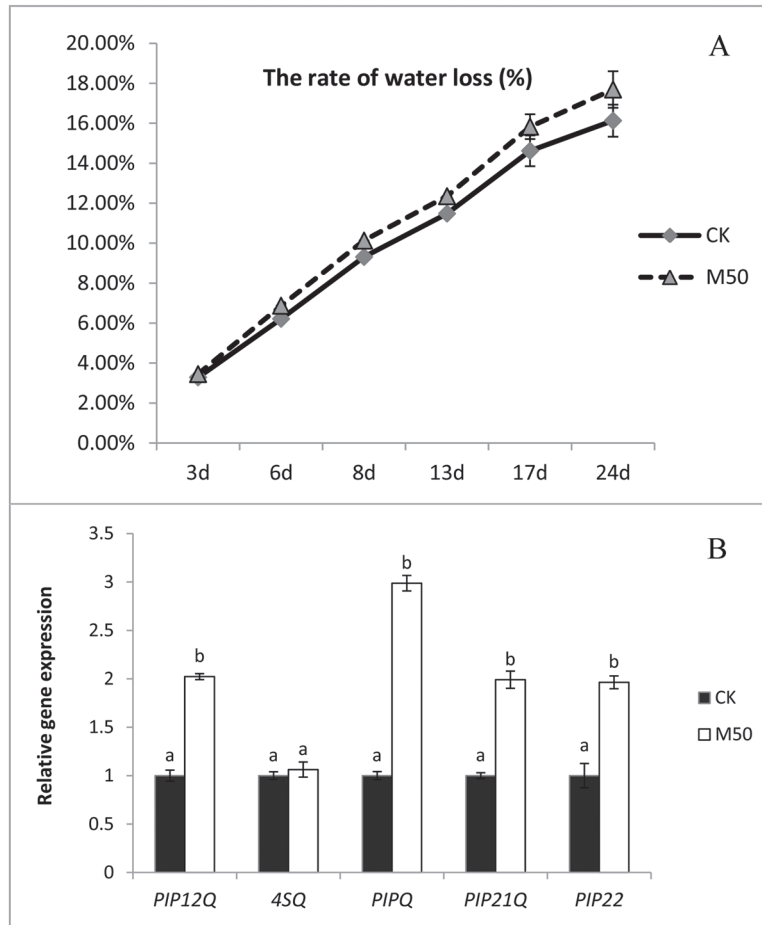 A
The rate of water loss (%)
20.00%
18.00%
16.00%
14.00%
12.00%
10.00%
8.00%
6.00%
4.00%
2.00%
0.00%
3d 6d 8d 13d 17d 24d
CK
M50
B
Relative gene expression
3.5
3
2.5
2
1.5
1
0.5
0
a b a a a b a b a b
PIP12Q 4SQ PIPQ PIP21Q PIP22
CK
M50